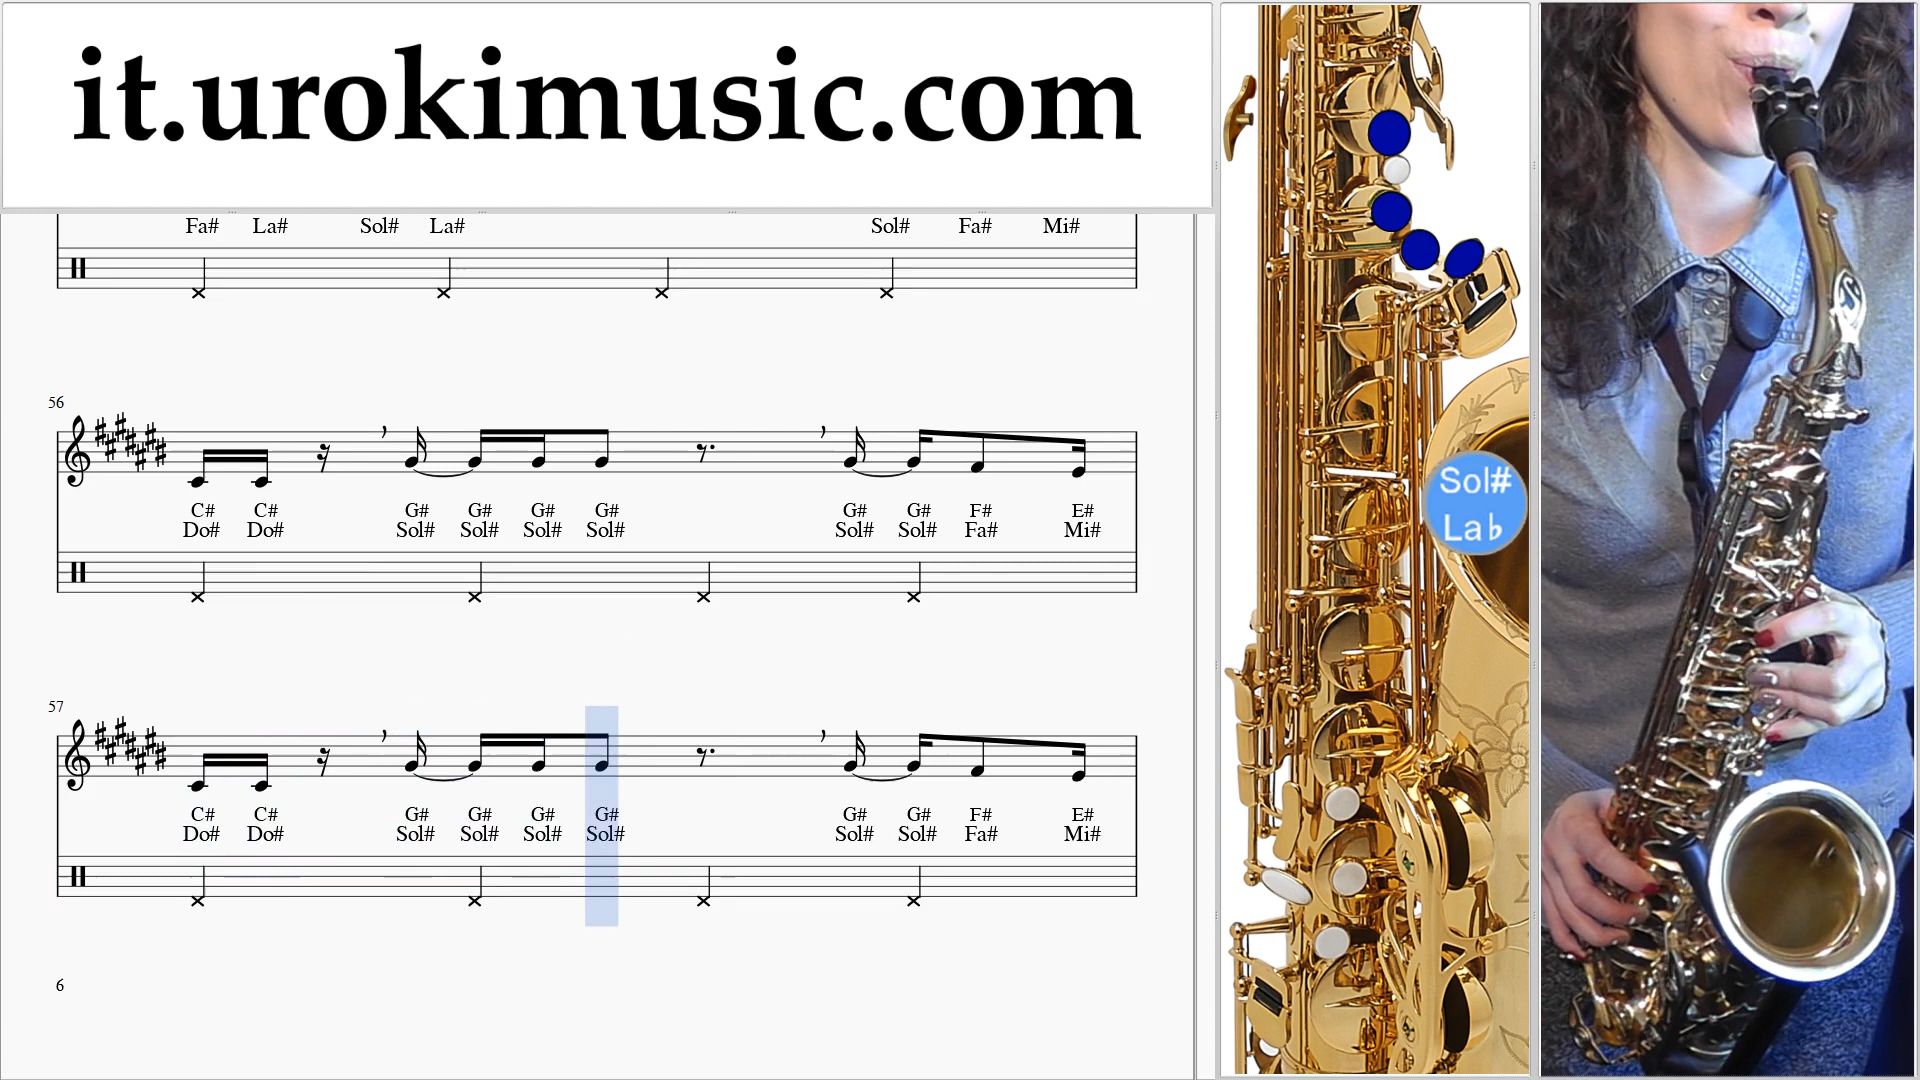 it.urokimusic.com
Fa# La# Sol# La# Sol# Fa# Mi#
56
C# C# G# G# G# G# G# G# F# E#
Do# Do# Sol# Sol# Sol# Sol# Sol# Sol# Fa# Mi#
57
C# C# G# G# G# G# G# G# F# E#
Do# Do# Sol# Sol# Sol# Sol# Sol# Sol# Fa# Mi#
6
Sol#
La♭